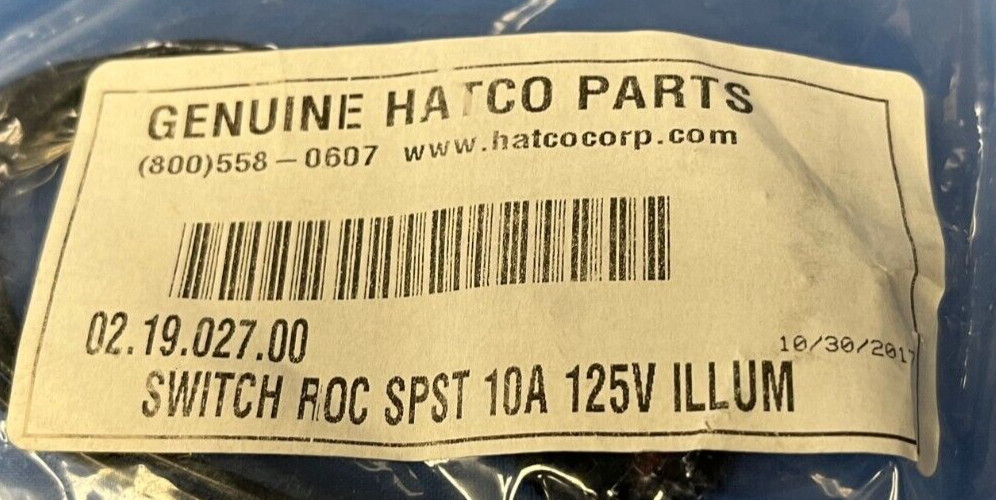 GENUINE HATCO PARTS
(800)558-0607 www.hatcocorp.com
02.19.027.00
10/30/2017
SWITCH ROC SPST 10A 125V ILLUM